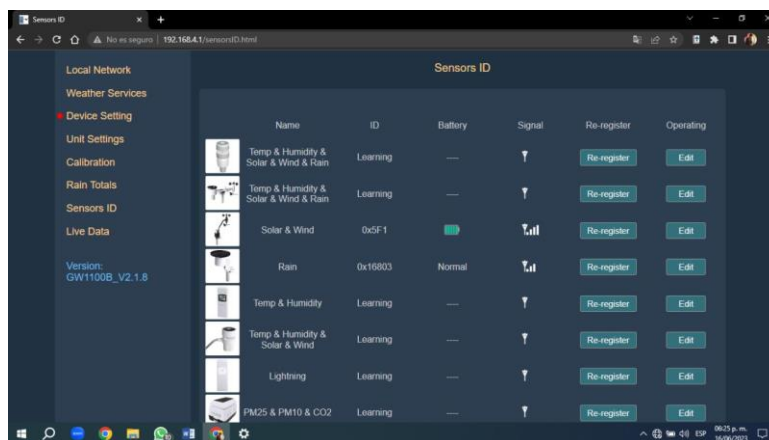 Sensors ID
No es seguro | 192.168.4.1/sensorsID.html
Local Network
Weather Services
Device Setting
Unit Settings
Calibration
Rain Totals
Sensors ID
Live Data
Version:
GW1100B_V2.1.8
Sensors ID
Name ID Battery Signal Re-register Operating
Temp & Humidity &
Solar & Wind & Rain
Learning ---- Re-register Edit
Temp & Humidity &
Solar & Wind & Rain
Learning ---- Re-register Edit
Solar & Wind 0x5F1 Re-register Edit
Rain 0x16803 Normal Re-register Edit
Temp & Humidity Learning ---- Re-register Edit
Temp & Humidity &
Solar & Wind
Learning ---- Re-register Edit
Lightning Learning ---- Re-register Edit
PM25 & PM10 & CO2 Learning ---- Re-register Edit
ESP
06:25 p. m.
16/06/2023